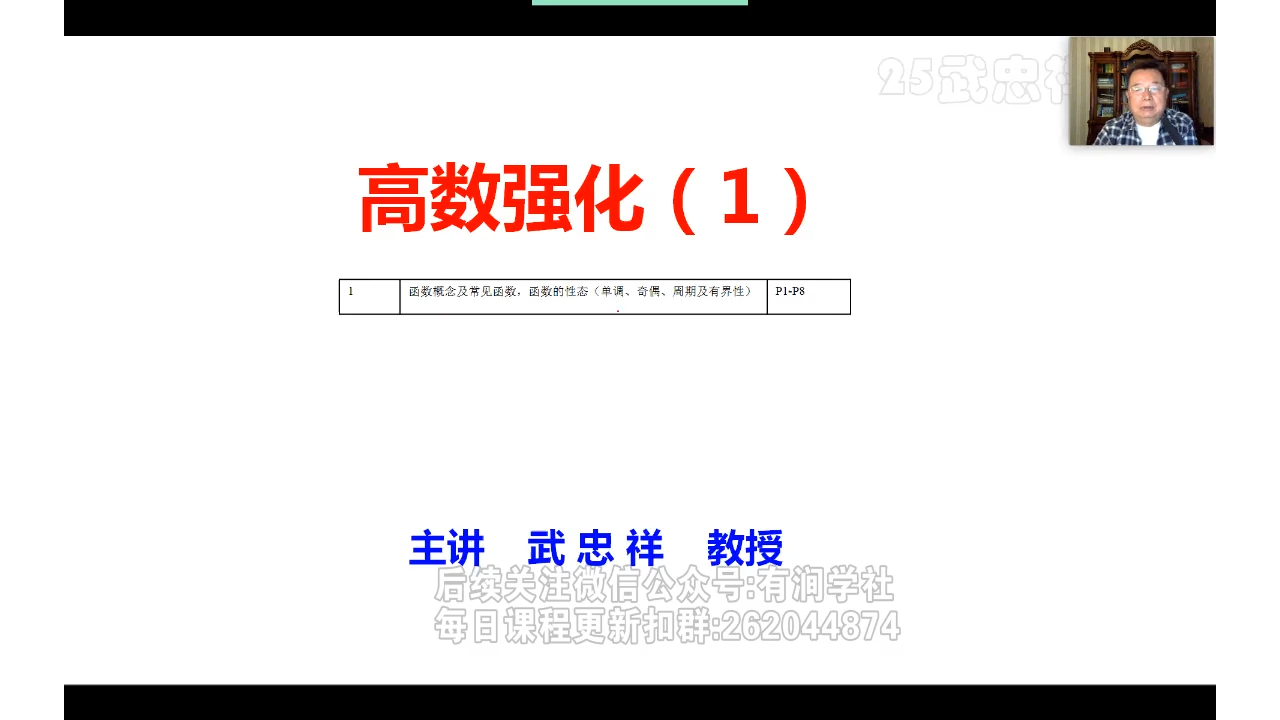 25武忠祥
高数强化（1）
1 函数概念及常见函数，函数的性态（单调、奇偶、周期及有界性） P1-P8
主讲 武 忠 祥 教授
后续关注微信公众号:有润学社
每日课程更新扣群:262044874